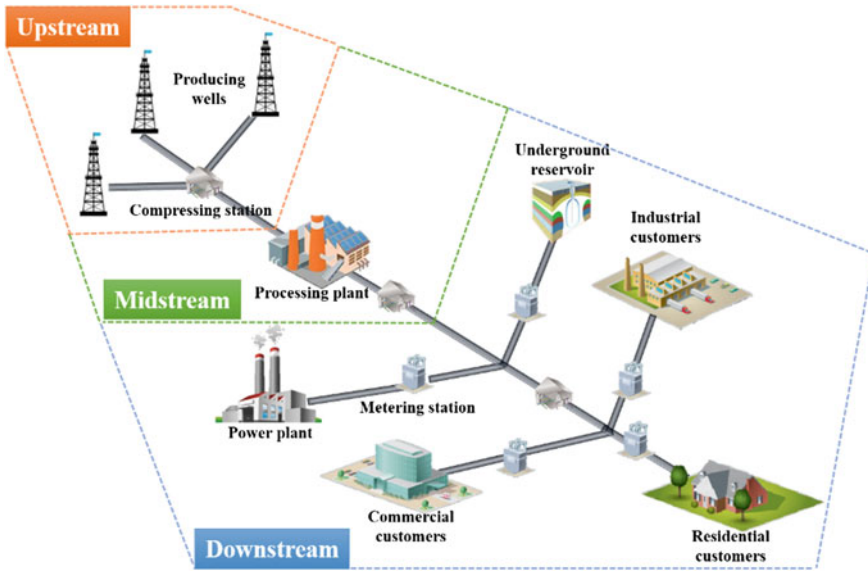 Upstream
Producing
wells
Compressing station
Underground
reservoir
Industrial
customers
Midstream
Processing plant
Metering station
Power plant
Commercial
customers
Residential
customers
Downstream